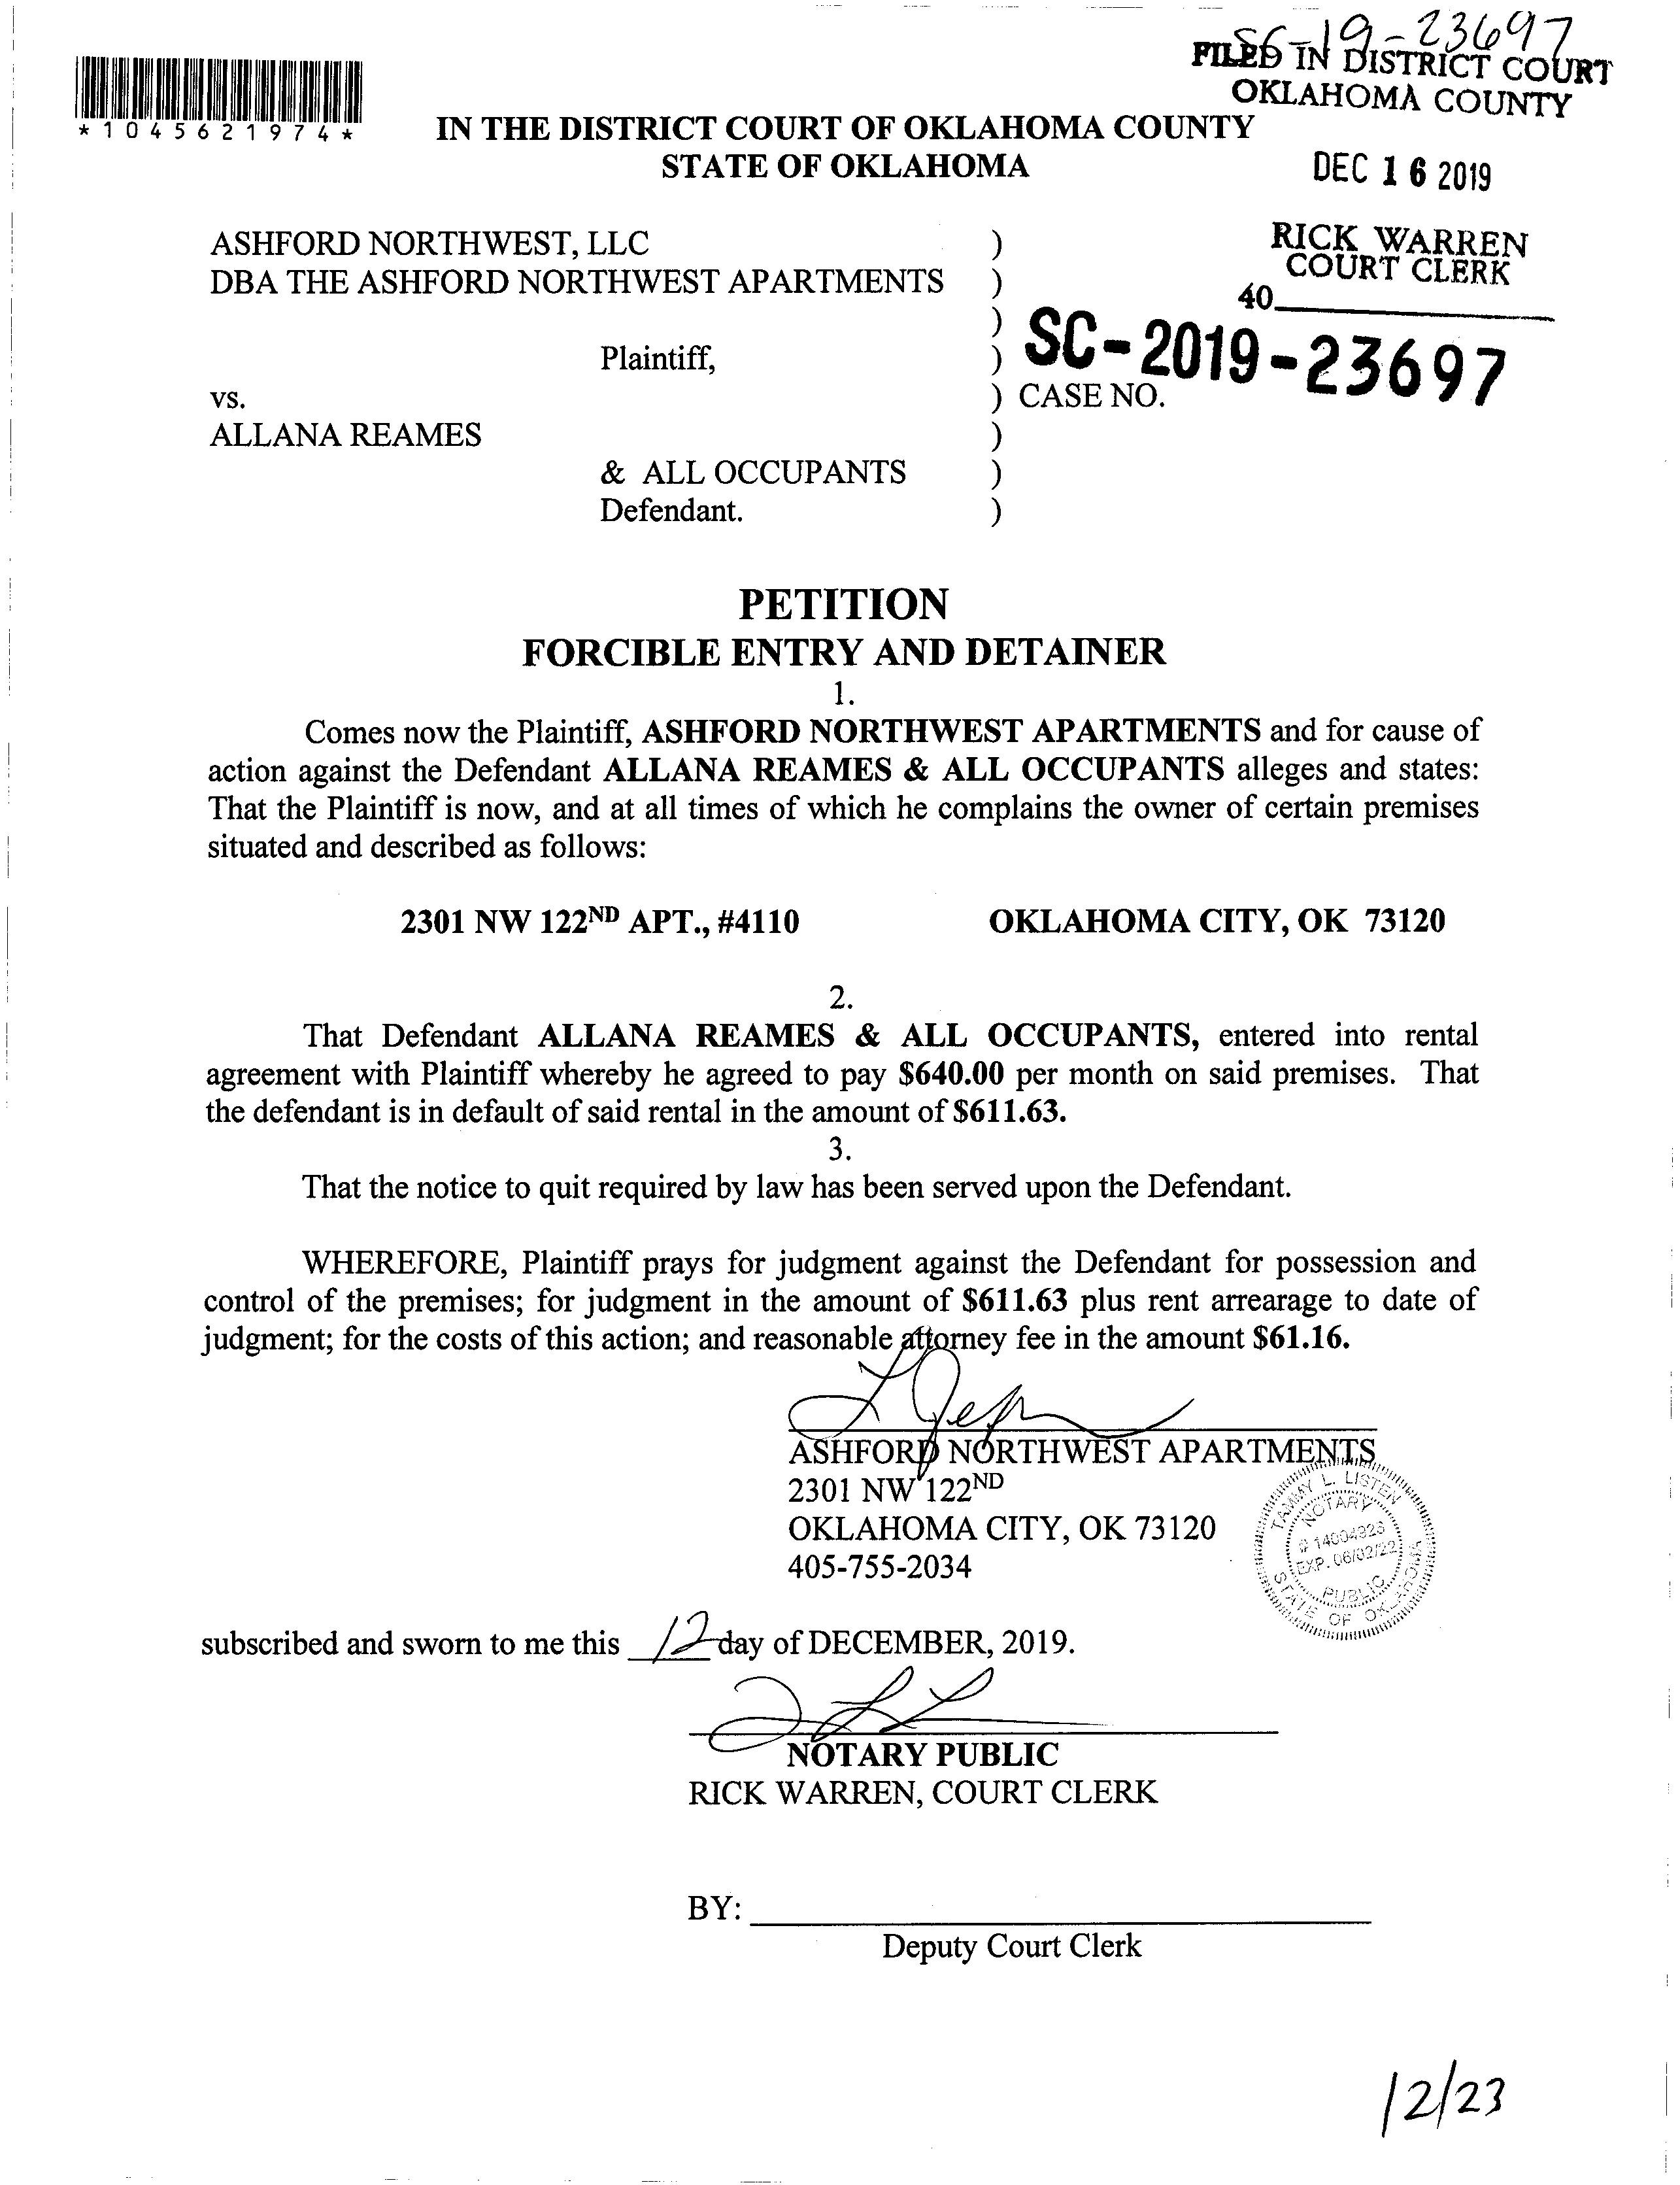 SC-19-23697
FILED IN DISTRICT COURT
OKLAHOMA COUNTY
*1045621974*
IN THE DISTRICT COURT OF OKLAHOMA COUNTY
STATE OF OKLAHOMA
DEC 16 2019
RICK WARREN
COURT CLERK
40
ASHFORD NORTHWEST, LLC )
DBA THE ASHFORD NORTHWEST APARTMENTS )
)
Plaintiff, )
SC-2019-23697
vs. ) CASE NO.
ALLANA REAMES )
& ALL OCCUPANTS )
Defendant. )
PETITION
FORCIBLE ENTRY AND DETAINER
1.
Comes now the Plaintiff, ASHFORD NORTHWEST APARTMENTS and for cause of
action against the Defendant ALLANA REAMES & ALL OCCUPANTS alleges and states:
That the Plaintiff is now, and at all times of which he complains the owner of certain premises
situated and described as follows:
2301 NW 122ND APT., #4110 OKLAHOMA CITY, OK 73120
2.
That Defendant ALLANA REAMES & ALL OCCUPANTS, entered into rental
agreement with Plaintiff whereby he agreed to pay $640.00 per month on said premises. That
the defendant is in default of said rental in the amount of $611.63.
3.
That the notice to quit required by law has been served upon the Defendant.
WHEREFORE, Plaintiff prays for judgment against the Defendant for possession and
control of the premises; for judgment in the amount of $611.63 plus rent arrearage to date of
judgment; for the costs of this action; and reasonable attorney fee in the amount $61.16.
ASHFORD NORTHWEST APARTMENTS
2301 NW 122ND
OKLAHOMA CITY, OK 73120
405-755-2034
TAMMY L. LISTEN
NOTARY
# 14004326
EXP. 06/02/22
PUBLIC
STATE OF OKLAHOMA
subscribed and sworn to me this 12 day of DECEMBER, 2019.
NOTARY PUBLIC
RICK WARREN, COURT CLERK
BY:
Deputy Court Clerk
12/23